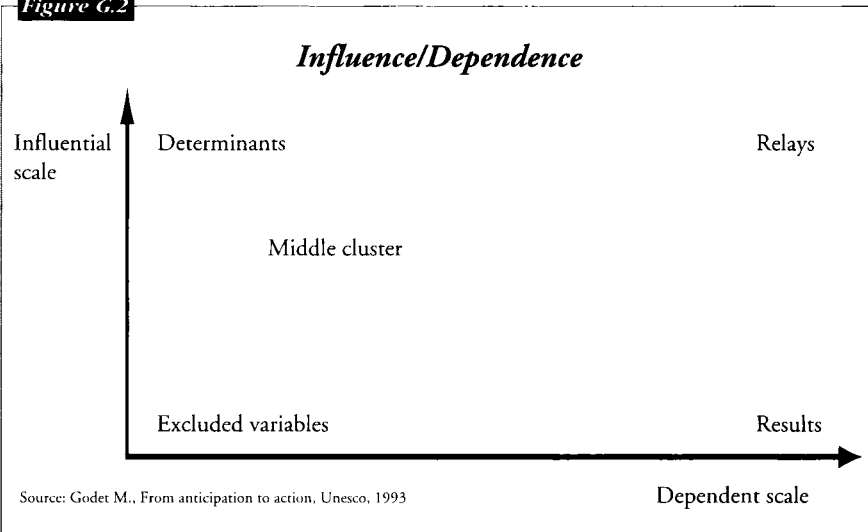 Figure G.2
Influence/Dependence
Influential
scale
Determinants
Relays
Middle cluster
Excluded variables
Results
Source: Godet M., From anticipation to action, Unesco, 1993
Dependent scale